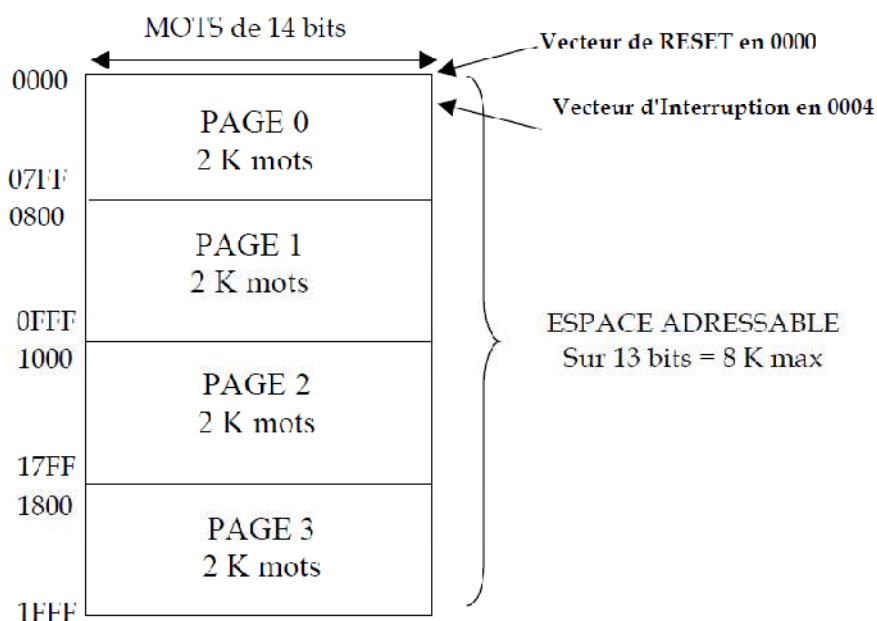 MOTS de 14 bits
Vecteur de RESET en 0000
0000
Vecteur d'Interruption en 0004
PAGE 0
2 K mots
07FF
0800
PAGE 1
2 K mots
0FFF
ESPACE ADRESSABLE
Sur 13 bits = 8 K max
1000
PAGE 2
2 K mots
17FF
1800
PAGE 3
2 K mots
1FFF